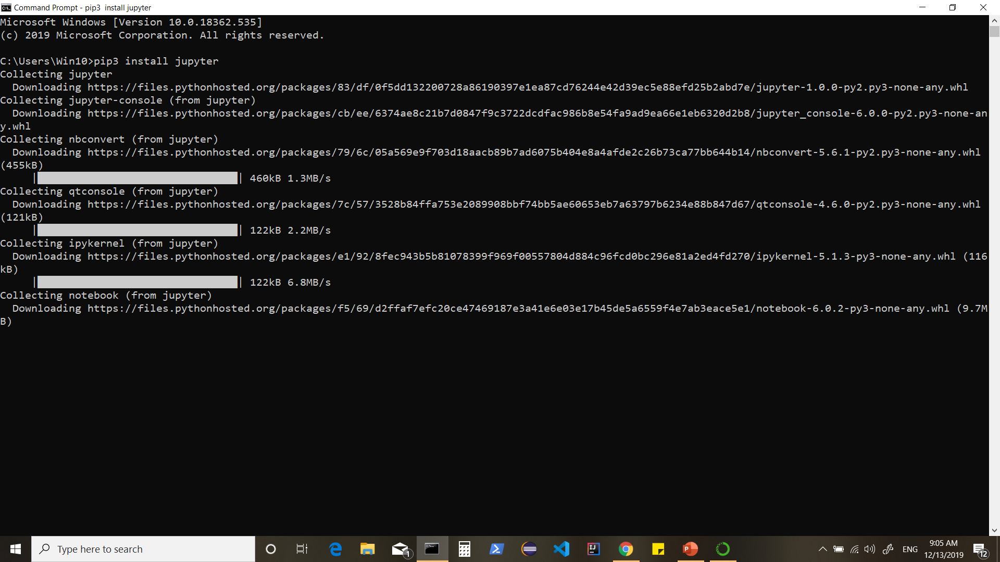 Command Prompt - pip3  install jupyter
Microsoft Windows [Version 10.0.18362.535]
(c) 2019 Microsoft Corporation. All rights reserved.
C:\Users\Win10>pip3 install jupyter
Collecting jupyter
Downloading https://files.pythonhosted.org/packages/83/df/0f5dd132200728a86190397e1ea87cd76244e42d39ec5e88efd25b2abd7e/jupyter-1.0.0-py2.py3-none-any.whl
Collecting jupyter-console (from jupyter)
Downloading https://files.pythonhosted.org/packages/cb/ee/6374ae8c21b7d0847f9c3722dcdfac986b8e54fa9ad9ea66e1eb6320d2b8/jupyter_console-6.0.0-py2.py3-none-an
y.whl
Collecting nbconvert (from jupyter)
Downloading https://files.pythonhosted.org/packages/79/6c/05a569e9f703d18aacb89b7ad6075b404e8a4afde2c26b73ca77bb644b14/nbconvert-5.6.1-py2.py3-none-any.whl
(455kB)
| | 460kB 1.3MB/s
Collecting qtconsole (from jupyter)
Downloading https://files.pythonhosted.org/packages/7c/57/3528b84ffa753e2089908bbf74bb5ae60653eb7a63797b6234e88b847d67/qtconsole-4.6.0-py2.py3-none-any.whl
(121kB)
| | 122kB 2.2MB/s
Collecting ipykernel (from jupyter)
Downloading https://files.pythonhosted.org/packages/e1/92/8fec943b5b81078399f969f00557804d884c96fcd0bc296e81a2ed4fd270/ipykernel-5.1.3-py3-none-any.whl (116
kB)
| | 122kB 6.8MB/s
Collecting notebook (from jupyter)
Downloading https://files.pythonhosted.org/packages/f5/69/d2ffaf7efc20ce47469187e3a41e6e03e17b45de5a6559f4e7ab3eace5e1/notebook-6.0.2-py3-none-any.whl (9.7M
B)
Type here to search
1
IJ
P
ENG
9:05 AM
12/13/2019
12